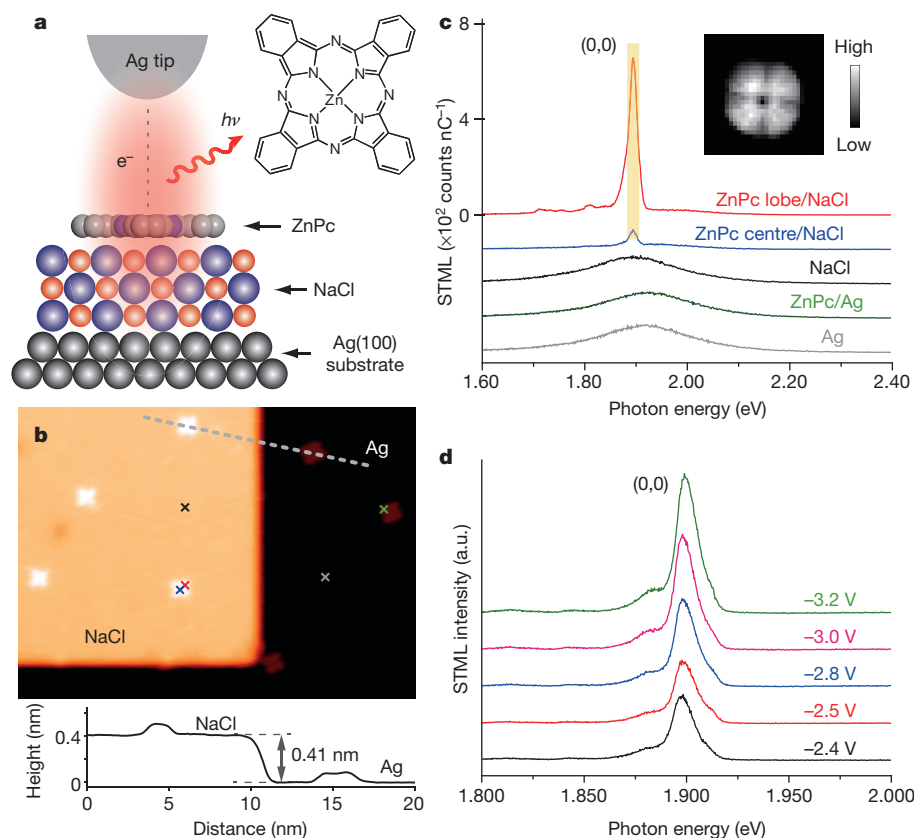 a
Ag tip
e–
hν
N
N
N
N
Zn
N
N
N
N
ZnPc
NaCl
Ag(100)
substrate
b
Ag
NaCl
Height (nm)
0.4
0
NaCl
0.41 nm
Ag
0
5
10
15
20
Distance (nm)
c
STML (×10² counts nC⁻¹)
8
4
0
(0,0)
High
Low
ZnPc lobe/NaCl
ZnPc centre/NaCl
NaCl
ZnPc/Ag
Ag
1.60
1.80
2.00
2.20
2.40
Photon energy (eV)
d
STML intensity (a.u.)
(0,0)
–3.2 V
–3.0 V
–2.8 V
–2.5 V
–2.4 V
1.800
1.850
1.900
1.950
2.000
Photon energy (eV)